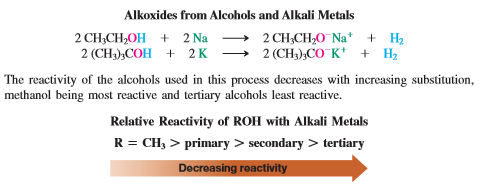 Alkoxides from Alcohols and Alkali Metals
2 CH₃CH₂OH + 2 Na ⟶ 2 CH₃CH₂O⁻Na⁺ + H₂
2 (CH₃)₃COH + 2 K ⟶ 2 (CH₃)₃CO⁻K⁺ + H₂
The reactivity of the alcohols used in this process decreases with increasing substitution,
methanol being most reactive and tertiary alcohols least reactive.
Relative Reactivity of ROH with Alkali Metals
R = CH₃ > primary > secondary > tertiary
Decreasing reactivity